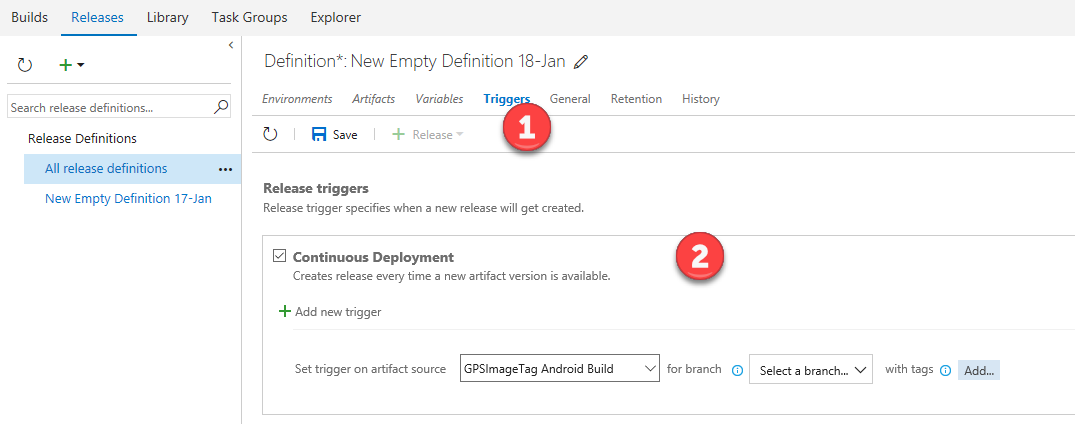 Builds Releases Library Task Groups Explorer
Definition*: New Empty Definition 18-Jan
Environments Artifacts Variables Triggers General Retention History
Search release definitions...
Save Release
1
Release Definitions
All release definitions ...
New Empty Definition 17-Jan
Release triggers
Release trigger specifies when a new release will get created.
2
Continuous Deployment
Creates release every time a new artifact version is available.
Add new trigger
Set trigger on artifact source GPSImageTag Android Build for branch Select a branch... with tags Add...